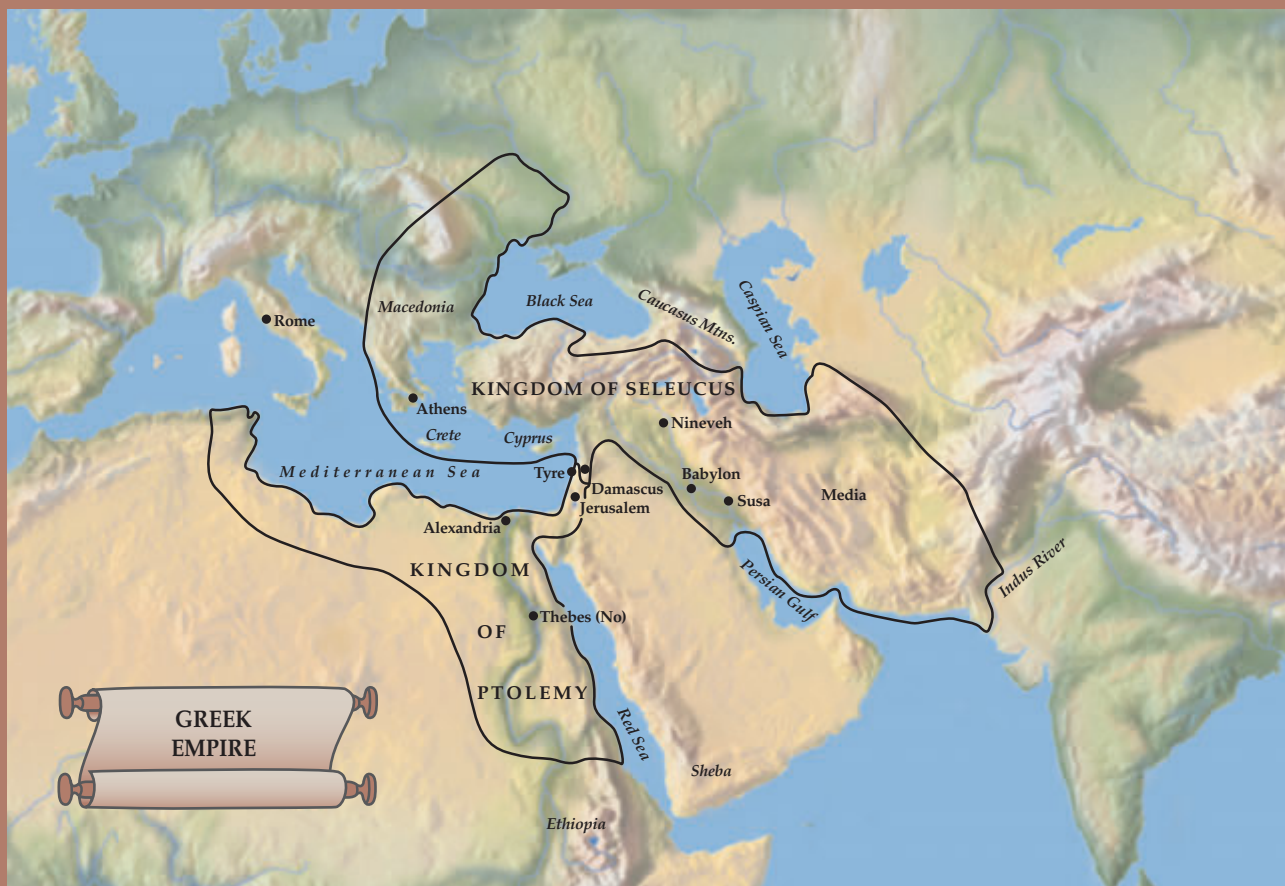 Macedonia
Black Sea
Caucasus Mtns.
Caspian Sea
Rome
KINGDOM OF SELEUCUS
Athens
Nineveh
Crete
Cyprus
Mediterranean Sea
Tyre
Damascus
Babylon
Susa
Media
Jerusalem
Alexandria
Indus River
KINGDOM
Persian Gulf
Thebes (No)
OF
PTOLEMY
GREEK
EMPIRE
Red Sea
Sheba
Ethiopia